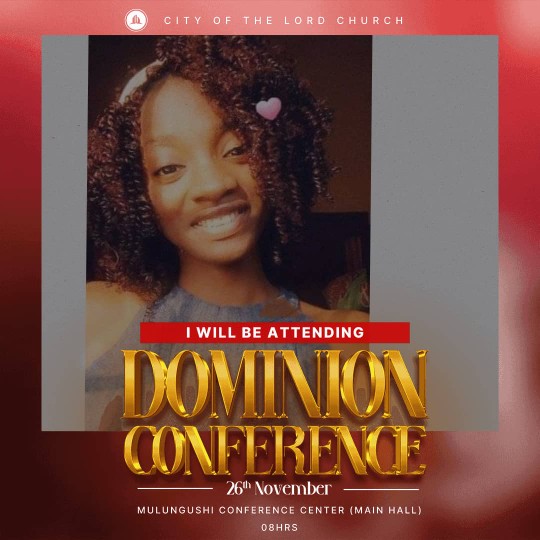 CITY OF THE LORD CHURCH
I WILL BE ATTENDING
DOMINION
CONFERENCE
26th November
MULUNGUSHI CONFERENCE CENTER (MAIN HALL)
08HRS